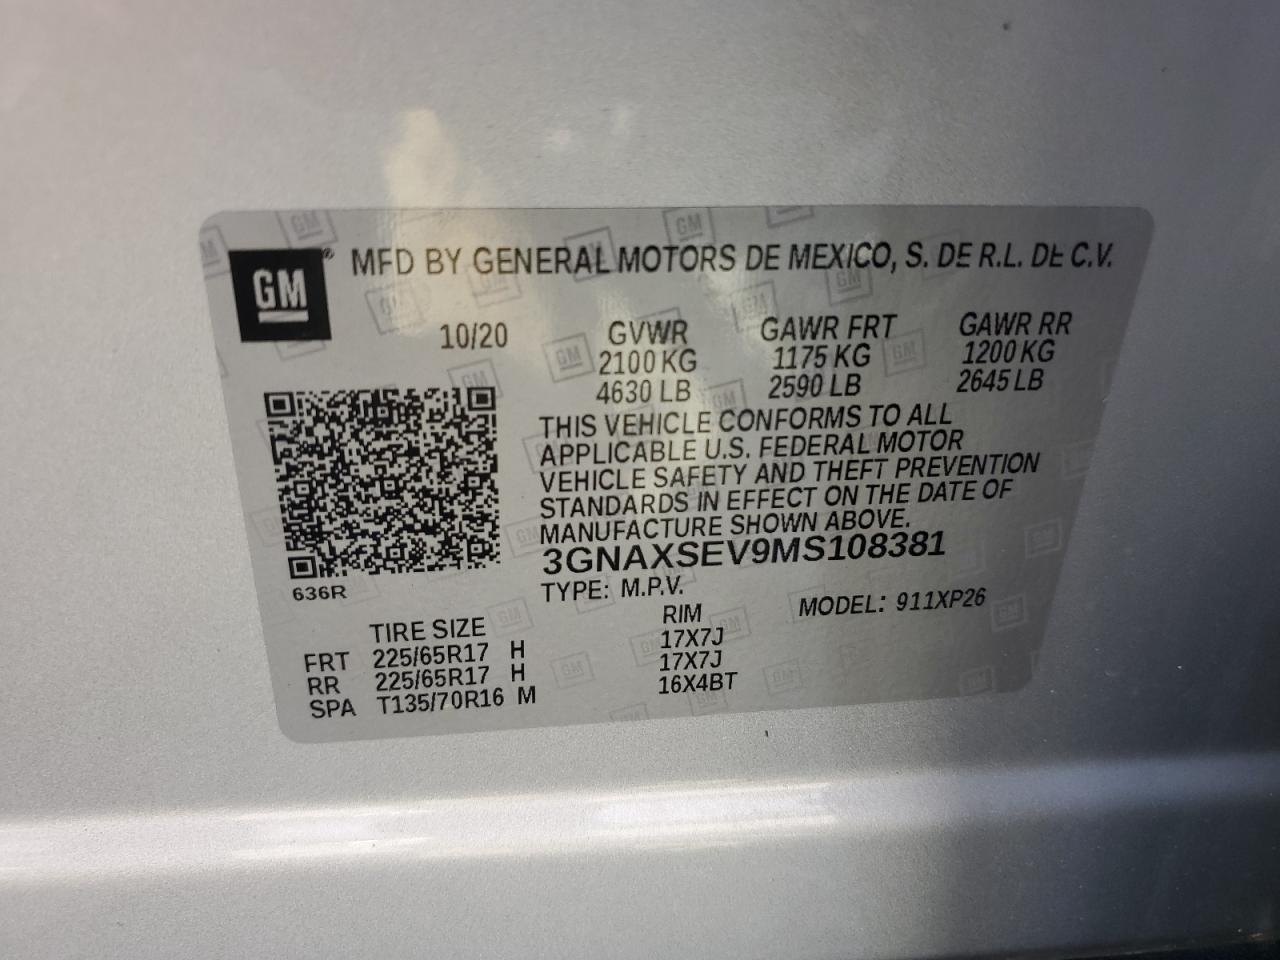 GM® MFD BY GENERAL MOTORS DE MEXICO, S. DE R.L. DE C.V.
10/20 GVWR GAWR FRT GAWR RR
2100 KG 1175 KG 1200 KG
4630 LB 2590 LB 2645 LB
THIS VEHICLE CONFORMS TO ALL
APPLICABLE U.S. FEDERAL MOTOR
VEHICLE SAFETY AND THEFT PREVENTION
STANDARDS IN EFFECT ON THE DATE OF
MANUFACTURE SHOWN ABOVE.
3GNAXSEV9MS108381
636R
TYPE: M.P.V. MODEL: 911XP26
TIRE SIZE RIM
FRT 225/65R17 H 17X7J
RR 225/65R17 H 17X7J
SPA T135/70R16 M 16X4BT